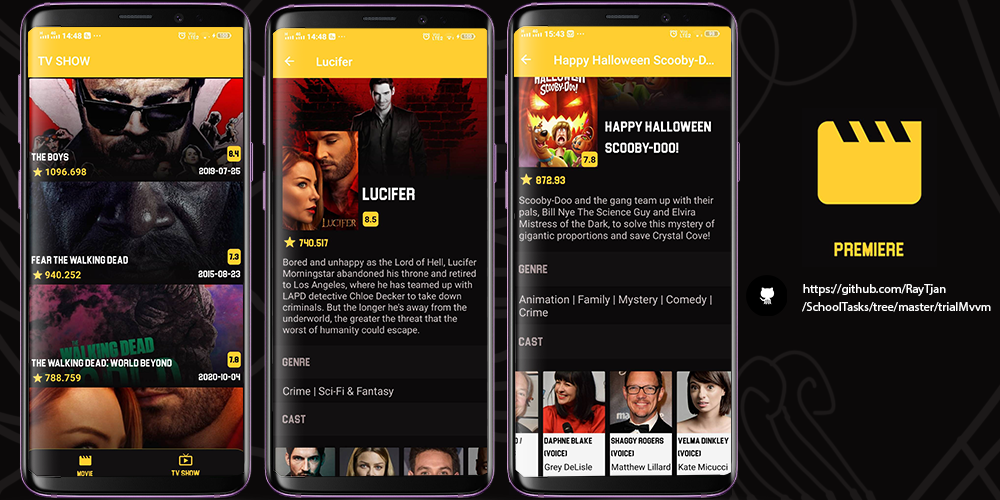 14:48
TV SHOW
THE BOYS
8.4
1096.698
2019-07-25
FEAR THE WALKING DEAD
7.3
940.252
2015-08-23
THE WALKING DEAD
THE WALKING DEAD: WORLD BEYOND
7.8
788.759
2020-10-04
MOVIE
TV SHOW
14:48
Lucifer
LUCIFER
LUCIFER
8.5
740.517
Bored and unhappy as the Lord of Hell, Lucifer
Morningstar abandoned his throne and retired
to Los Angeles, where he has teamed up with
LAPD detective Chloe Decker to take down
criminals. But the longer he's away from the
underworld, the greater the threat that the
worst of humanity could escape.
GENRE
Crime | Sci-Fi & Fantasy
CAST
15:43
Happy Halloween Scooby-D...
HALLOWEEN
SCOOBY-DOO!
7.8
HAPPY HALLOWEEN
SCOOBY-DOO!
872.93
Scooby-Doo and the gang team up with their
pals, Bill Nye The Science Guy and Elvira
Mistress of the Dark, to solve this mystery of
gigantic proportions and save Crystal Cove!
GENRE
Animation | Family | Mystery | Comedy |
Crime
CAST
DAPHNE BLAKE
(VOICE)
Grey DeLisle
SHAGGY ROGERS
(VOICE)
Matthew Lillard
VELMA DINKLEY
(VOICE)
Kate Micucci
PREMIERE
https://github.com/RayTjan
/SchoolTasks/tree/master/trialMvvm